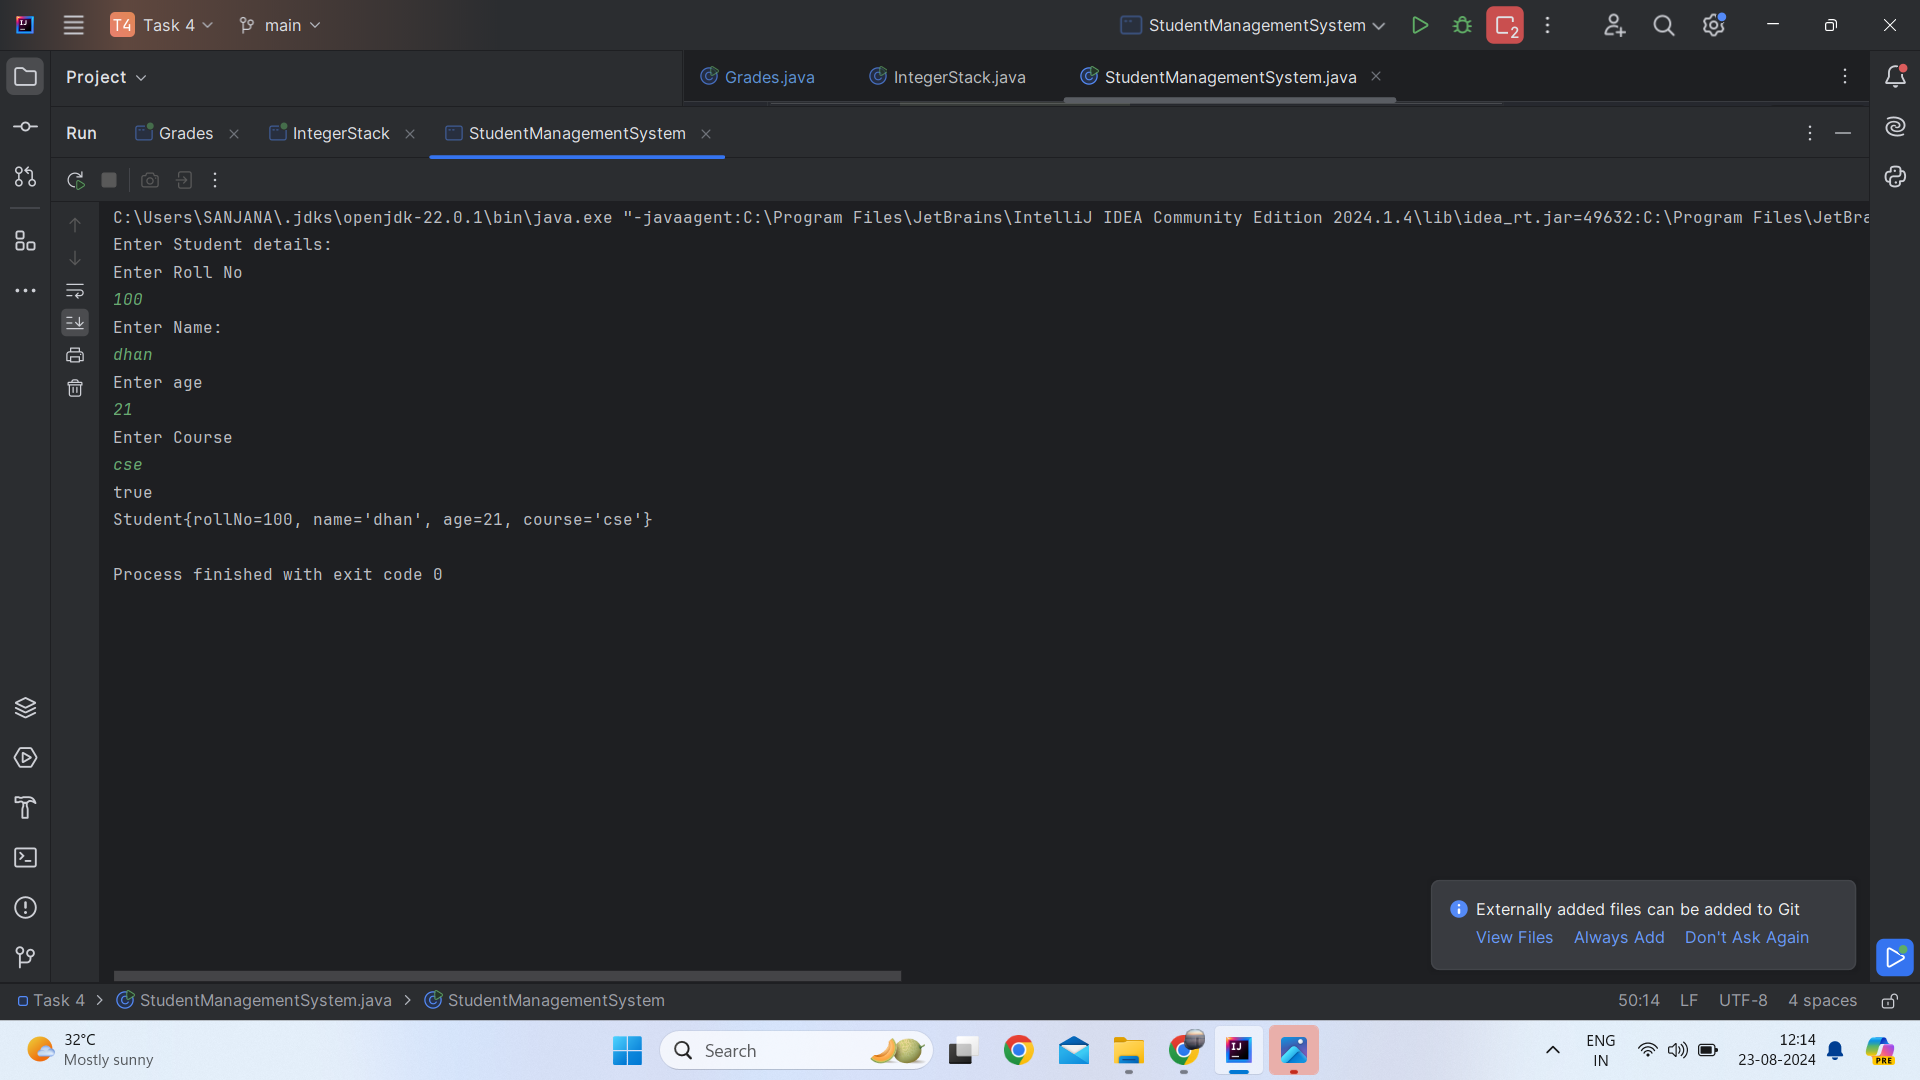 T4 Task 4 main StudentManagementSystem 2
Project Grades.java IntegerStack.java StudentManagementSystem.java
Run Grades IntegerStack StudentManagementSystem
C:\Users\SANJANA\.jdks\openjdk-22.0.1\bin\java.exe "-javaagent:C:\Program Files\JetBrains\IntelliJ IDEA Community Edition 2024.1.4\lib\idea_rt.jar=49632:C:\Program Files\JetBra
Enter Student details:
Enter Roll No
100
Enter Name:
dhan
Enter age
21
Enter Course
cse
true
Student{rollNo=100, name='dhan', age=21, course='cse'}
Process finished with exit code 0
Externally added files can be added to Git
View Files Always Add Don't Ask Again
Task 4 > StudentManagementSystem.java > StudentManagementSystem 50:14 LF UTF-8 4 spaces
32°C
Mostly sunny
Search
ENG
IN
12:14
23-08-2024
PRE